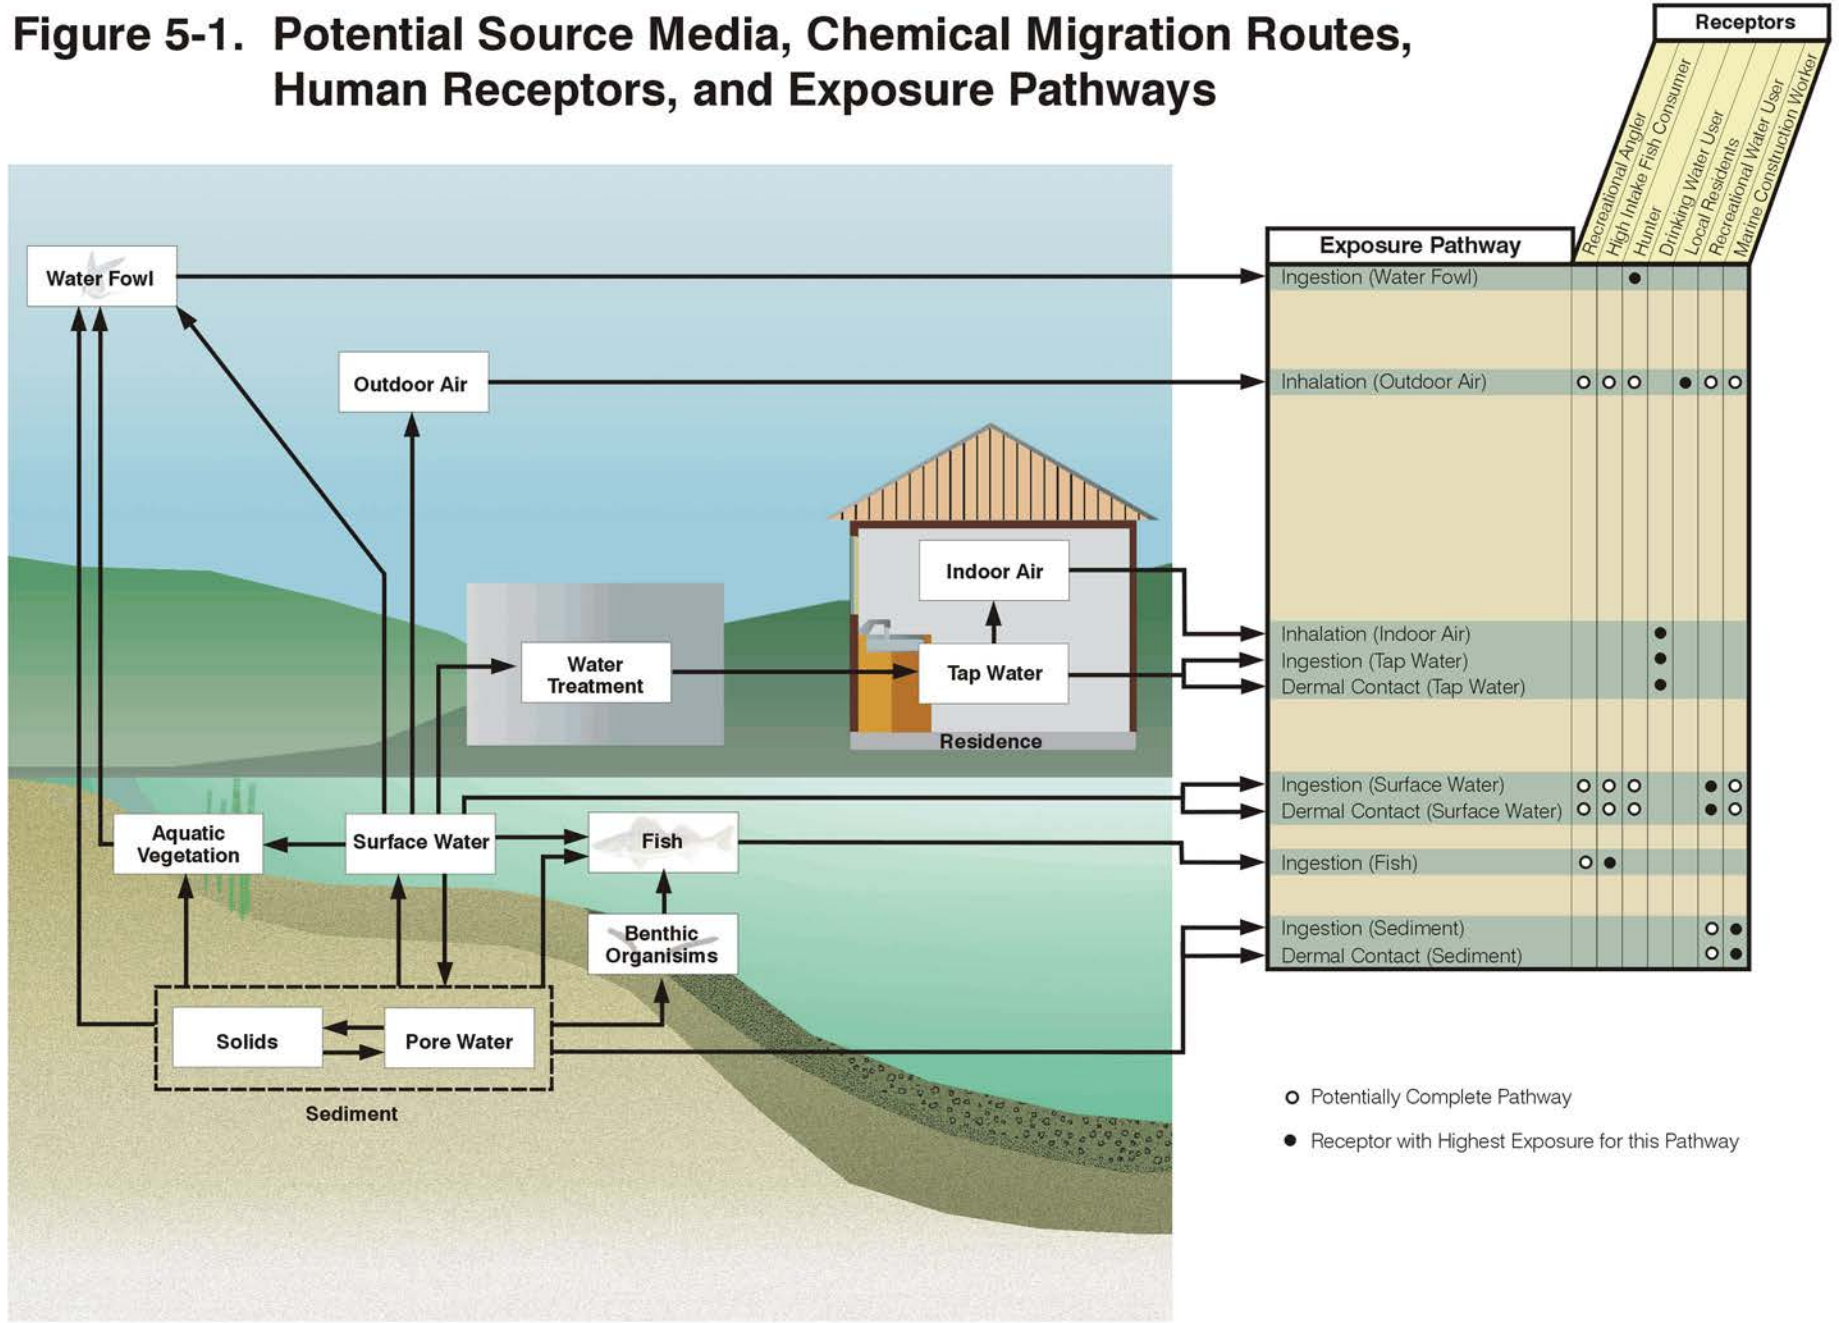 Figure 5-1. Potential Source Media, Chemical Migration Routes,
Human Receptors, and Exposure Pathways
Receptors
Recreational Angler
High Intake Fish Consumer
Hunter
Drinking Water User
Local Residents
Recreational Water User
Marine Construction Worker
Exposure Pathway
Water Fowl
Ingestion (Water Fowl)
Outdoor Air
Inhalation (Outdoor Air)
Indoor Air
Inhalation (Indoor Air)
Water
Treatment
Tap Water
Ingestion (Tap Water)
Dermal Contact (Tap Water)
Residence
Ingestion (Surface Water)
Dermal Contact (Surface Water)
Aquatic
Vegetation
Surface Water
Fish
Ingestion (Fish)
Benthic
Organisims
Ingestion (Sediment)
Dermal Contact (Sediment)
Solids
Pore Water
Sediment
Potentially Complete Pathway
Receptor with Highest Exposure for this Pathway